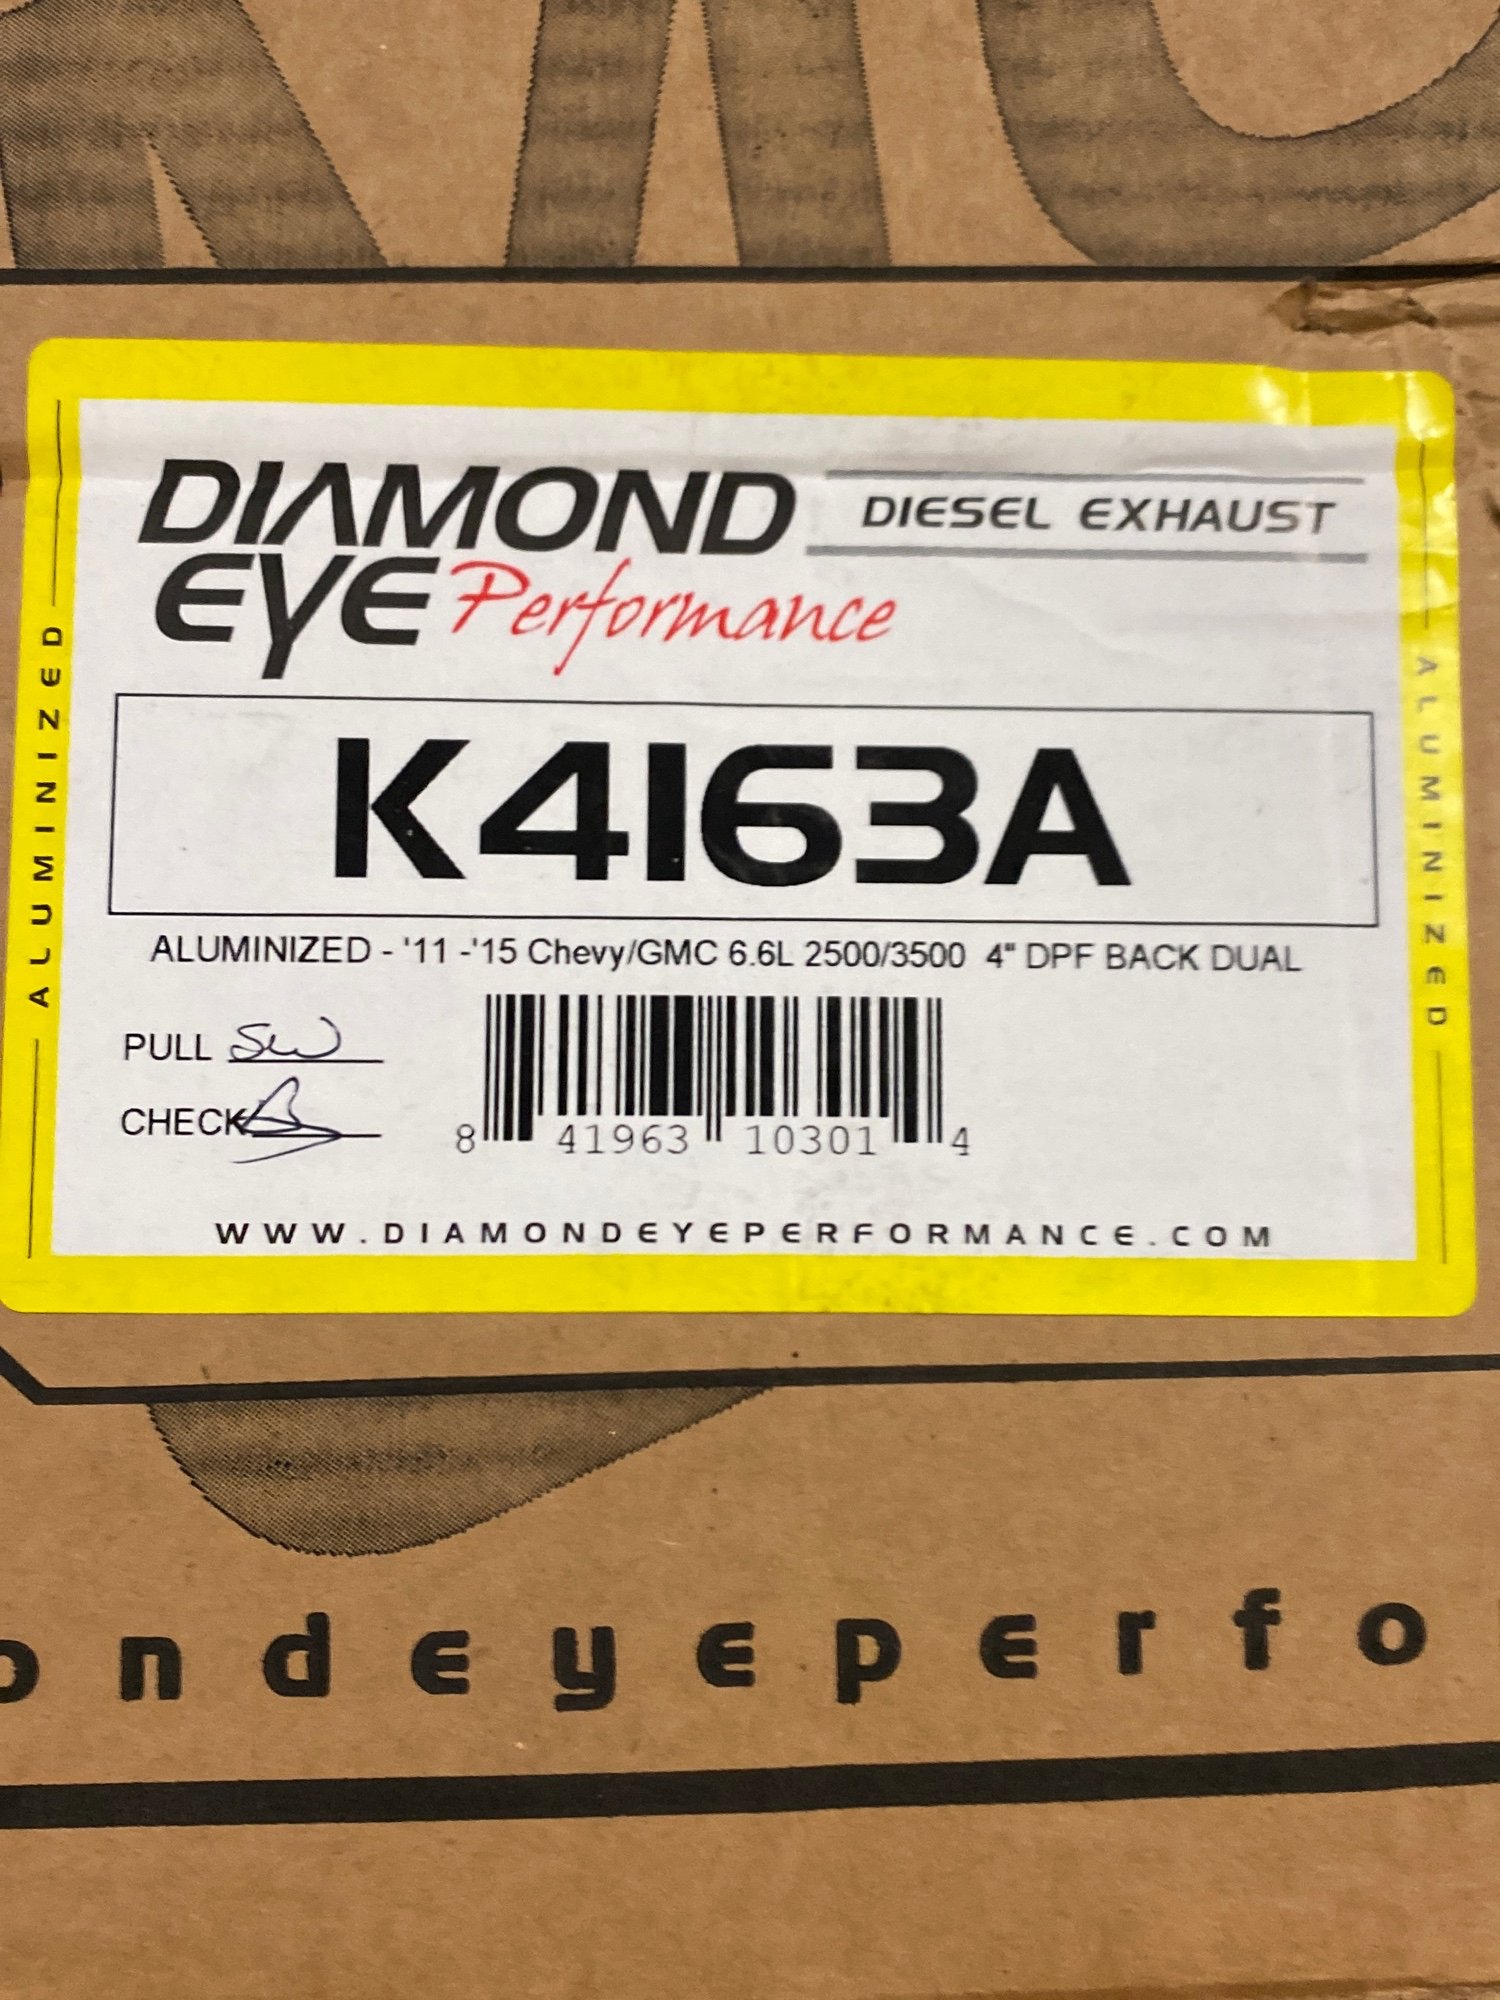 DIAMOND
EYE Performance
DIESEL EXHAUST
ALUMINIZED
K4163A
ALUMINIZED
ALUMINIZED - '11 -'15 Chevy/GMC 6.6L 2500/3500 4" DPF BACK DUAL
PULL SW
CHECK
8 41963 10301 4
WWW.DIAMONDEYEPERFORMANCE.COM
ondeyeperfo